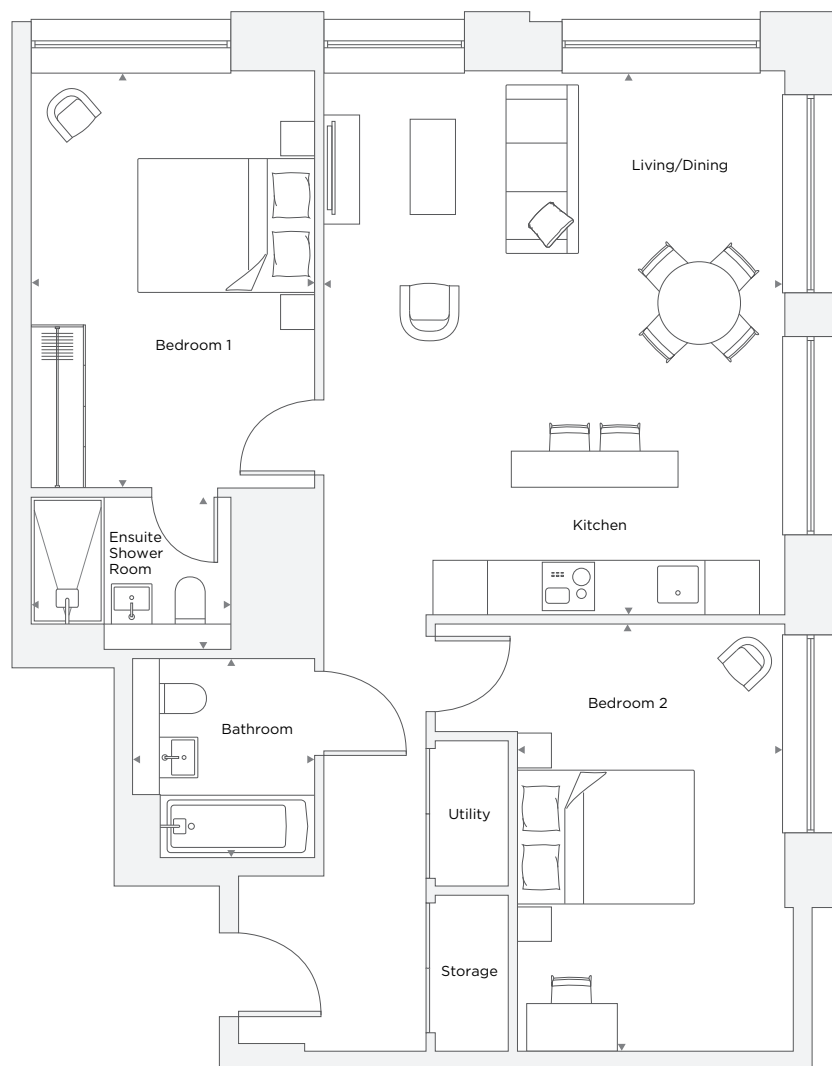 Living/Dining
Bedroom 1
Kitchen
Ensuite
Shower
Room
Bedroom 2
Bathroom
Utility
Storage